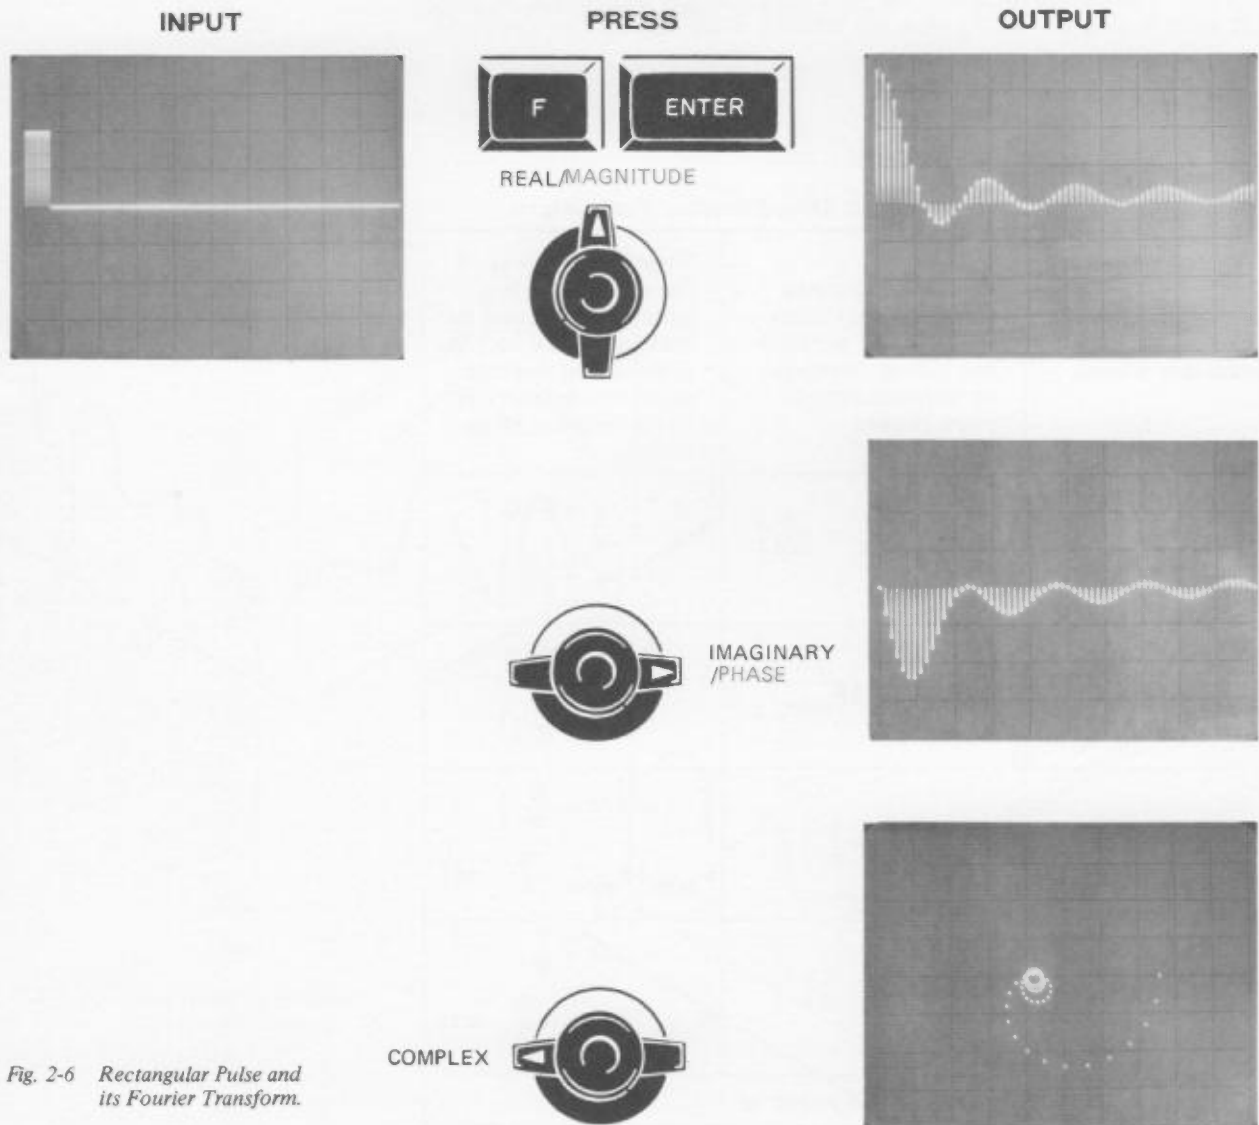 INPUT
PRESS
OUTPUT
F
ENTER
REAL/MAGNITUDE
IMAGINARY
/PHASE
COMPLEX
Fig. 2-6 Rectangular Pulse and
its Fourier Transform.